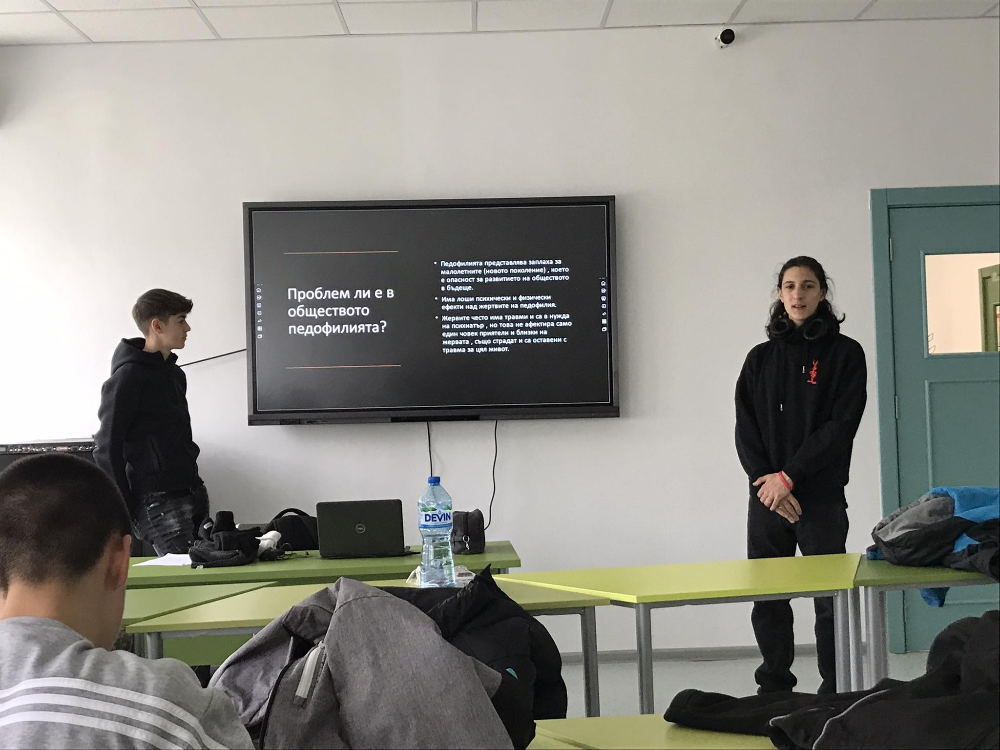 Проблем ли е в
обществото
педофилията?
• Педофилията представлява заплаха за
малолетните (новото поколение) , което
е опасност за развитието на обществото
в бъдеще.
• Има лоши психически и физически
ефекти над жертвите на педофилия.
• Жервите често има травми и са в нужда
на психиатър , но това не афектира само
един човек приятели и близки на
жервата , също страдат и са оставени с
травма за цял живот.
DELL
DEVIN